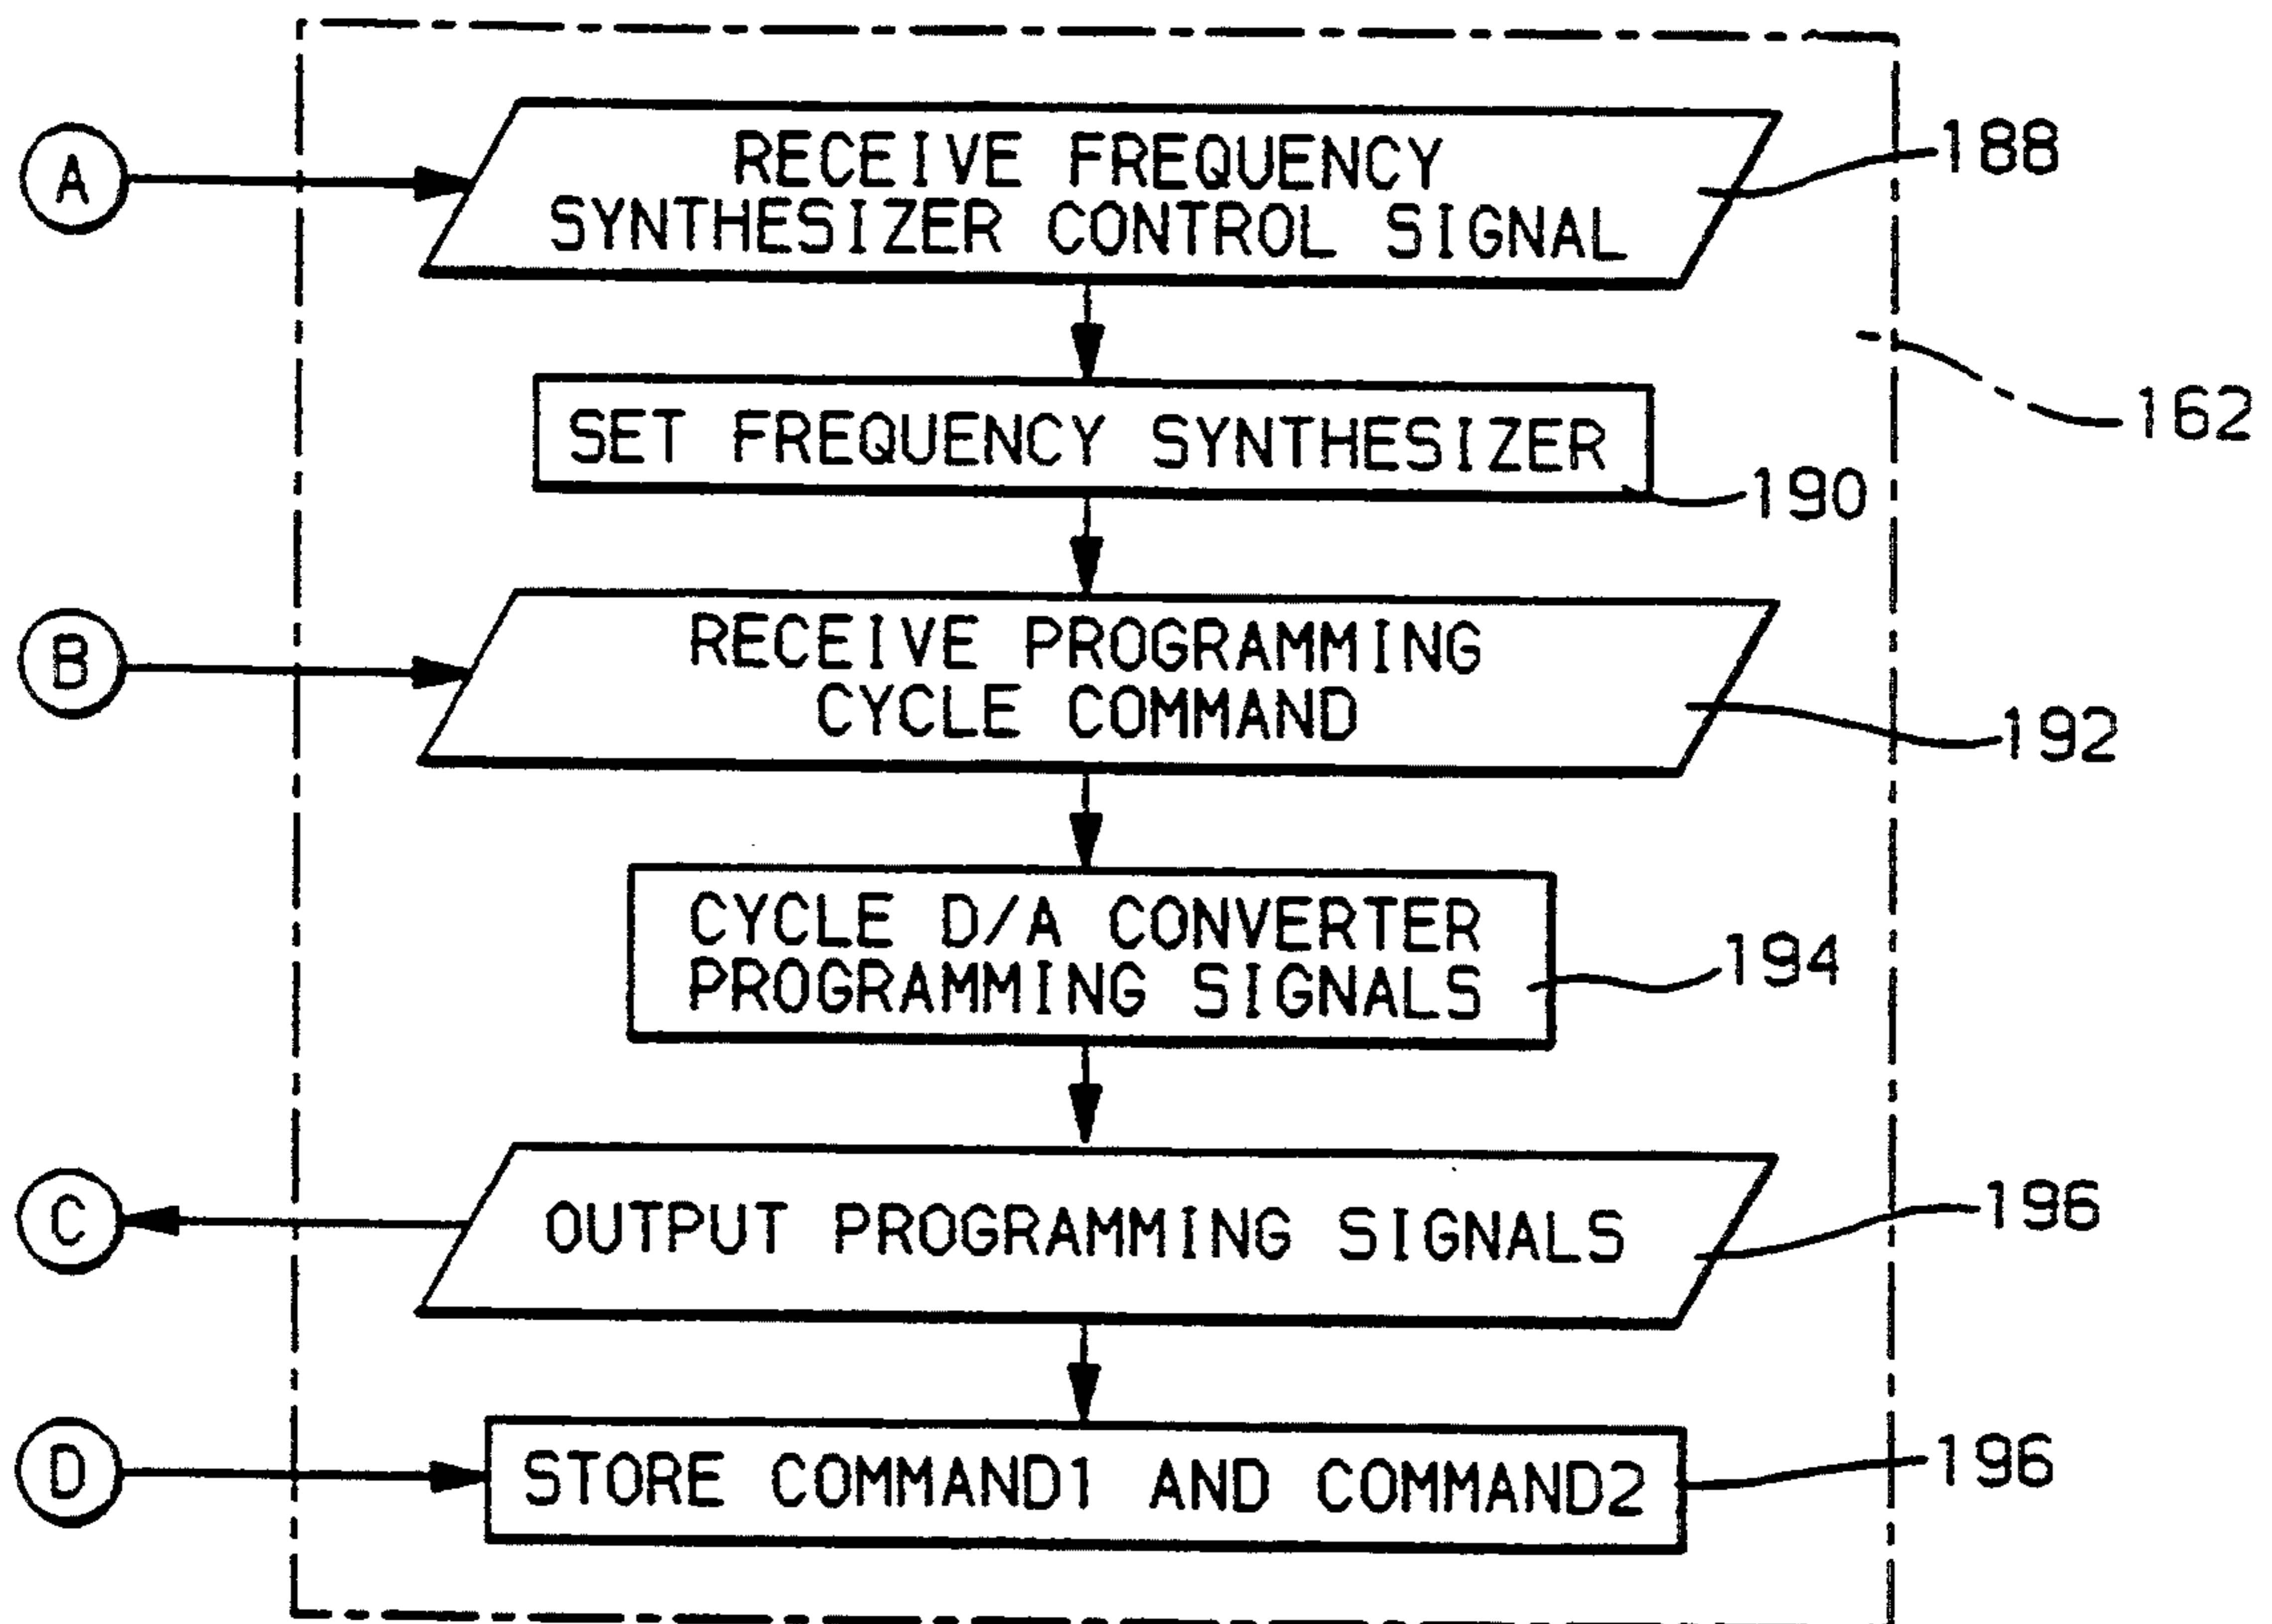 A
RECEIVE FREQUENCY
SYNTHESIZER CONTROL SIGNAL
188
162
SET FREQUENCY SYNTHESIZER
190
B
RECEIVE PROGRAMMING
CYCLE COMMAND
192
CYCLE D/A CONVERTER
PROGRAMMING SIGNALS
194
C
OUTPUT PROGRAMMING SIGNALS
196
D
STORE COMMAND1 AND COMMAND2
196